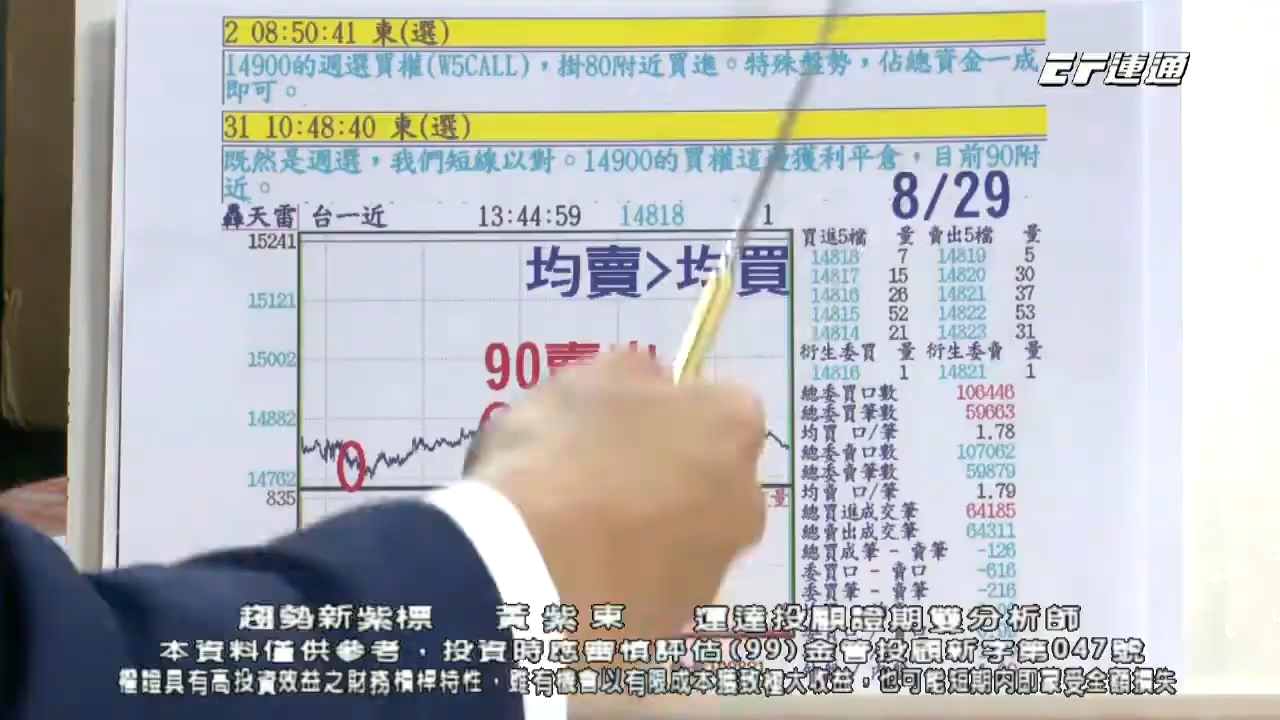 2 08:50:41 東(選)
14900的週選買權(W5CALL)，掛80附近買進。特殊盤勢，佔總資金一成
即可。
運通
31 10:48:40 東(選)
既然是週選，我們短線以對。14900的買權這 獲利平倉，目前90附
近。
8/29
轟天雷 台一近 13:44:59 14818 1
均賣>均買
90賣
15241
15121
15002
14882
14762
835
量
買進5檔 量 賣出5檔 量
14818 7 14819 5
14817 15 14820 30
14816 26 14821 37
14815 52 14822 53
14814 21 14823 31
衍生委買 量 衍生委賣 量
14816 1 14821 1
總委買口數 106446
總委買筆數 59663
均買 口/筆 1.78
總委賣口數 107062
總委賣筆數 59879
均賣 口/筆 1.79
總買進成交筆 64185
總賣出成交筆 64311
總買成筆 - 賣筆 -126
委買口 - 賣口 -616
委買筆 - 賣筆 -216
趨勢新紫標 黃紫東 運達投顧證期雙分析師
本資料僅供參考，投資時應審慎評估(99)金管投顧新字第047號
權證具有高投資效益之財務槓桿特性，雖有機會以有限成本獲致極大收益，也可能短期內即蒙受全額損失